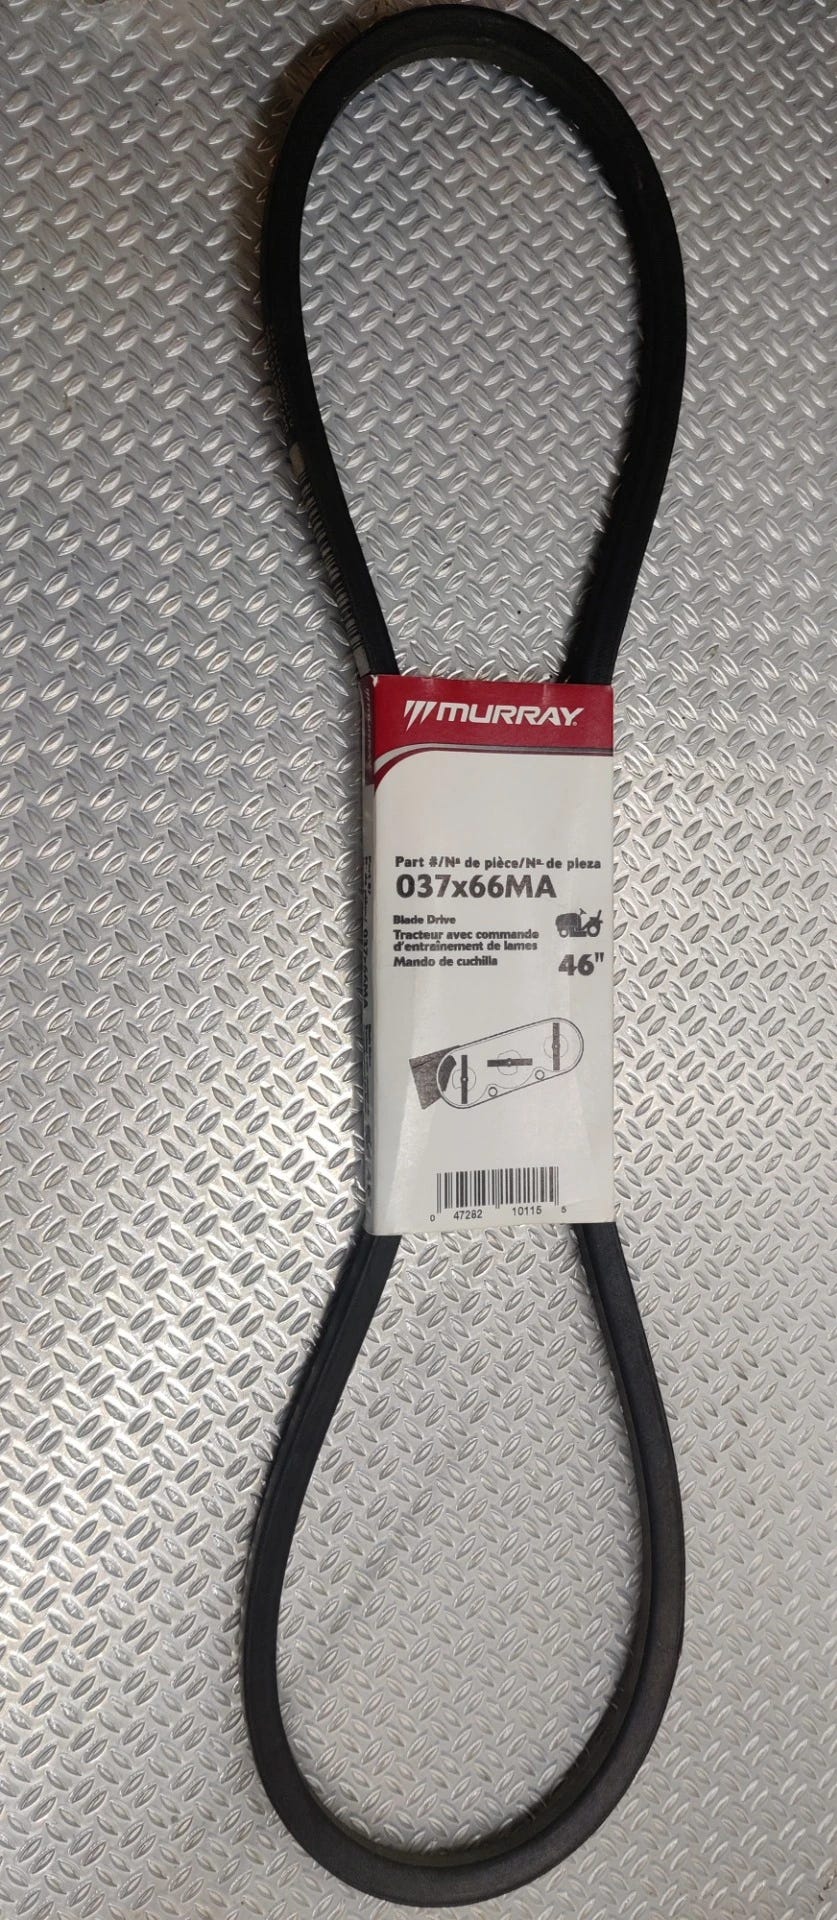 MURRAY
Part #/Nº de pièce/Nº de pieza
037x66MA
Blade Drive
Tracteur avec commande
d'entraînement de lames
Mando de cuchilla
46"
0 47282 10115 5